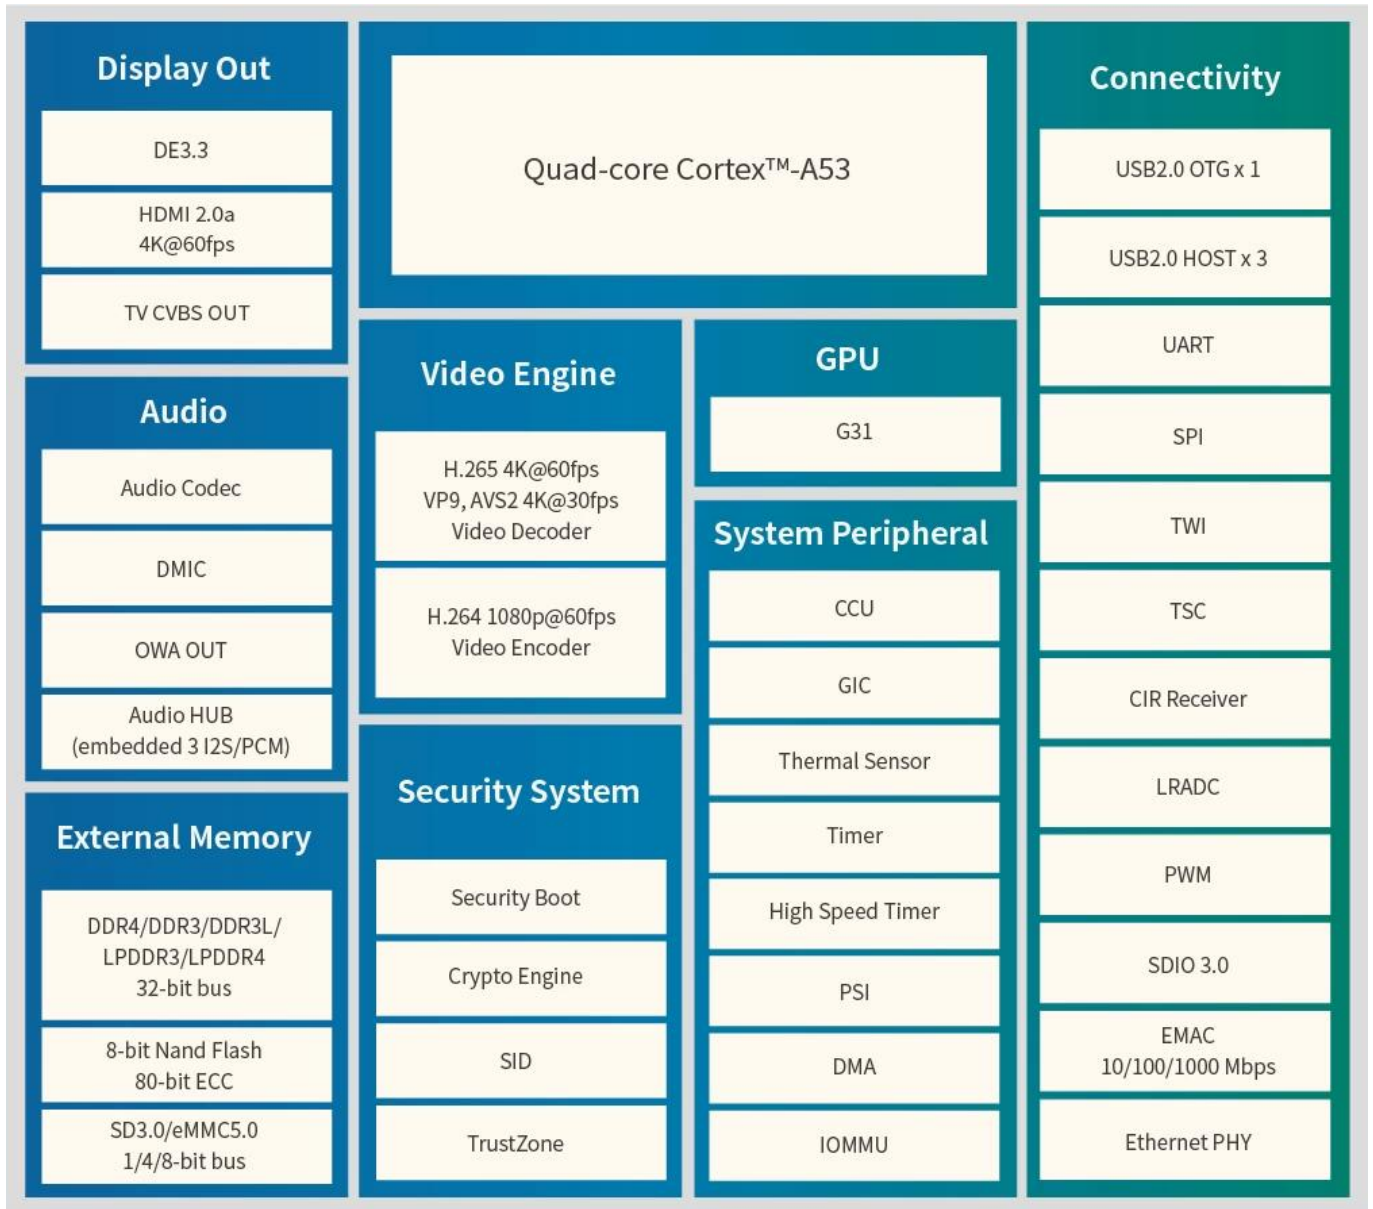 Display Out
DE3.3
HDMI 2.0a
4K@60fps
TV CVBS OUT
Audio
Audio Codec
DMIC
OWA OUT
Audio HUB
(embedded 3 I2S/PCM)
External Memory
DDR4/DDR3/DDR3L/
LPDDR3/LPDDR4
32-bit bus
8-bit Nand Flash
80-bit ECC
SD3.0/eMMC5.0
1/4/8-bit bus
Quad-core Cortex™-A53
Video Engine
H.265 4K@60fps
VP9, AVS2 4K@30fps
Video Decoder
H.264 1080p@60fps
Video Encoder
Security System
Security Boot
Crypto Engine
SID
TrustZone
GPU
G31
System Peripheral
CCU
GIC
Thermal Sensor
Timer
High Speed Timer
PSI
DMA
IOMMU
Connectivity
USB2.0 OTG x 1
USB2.0 HOST x 3
UART
SPI
TWI
TSC
CIR Receiver
LRADC
PWM
SDIO 3.0
EMAC
10/100/1000 Mbps
Ethernet PHY